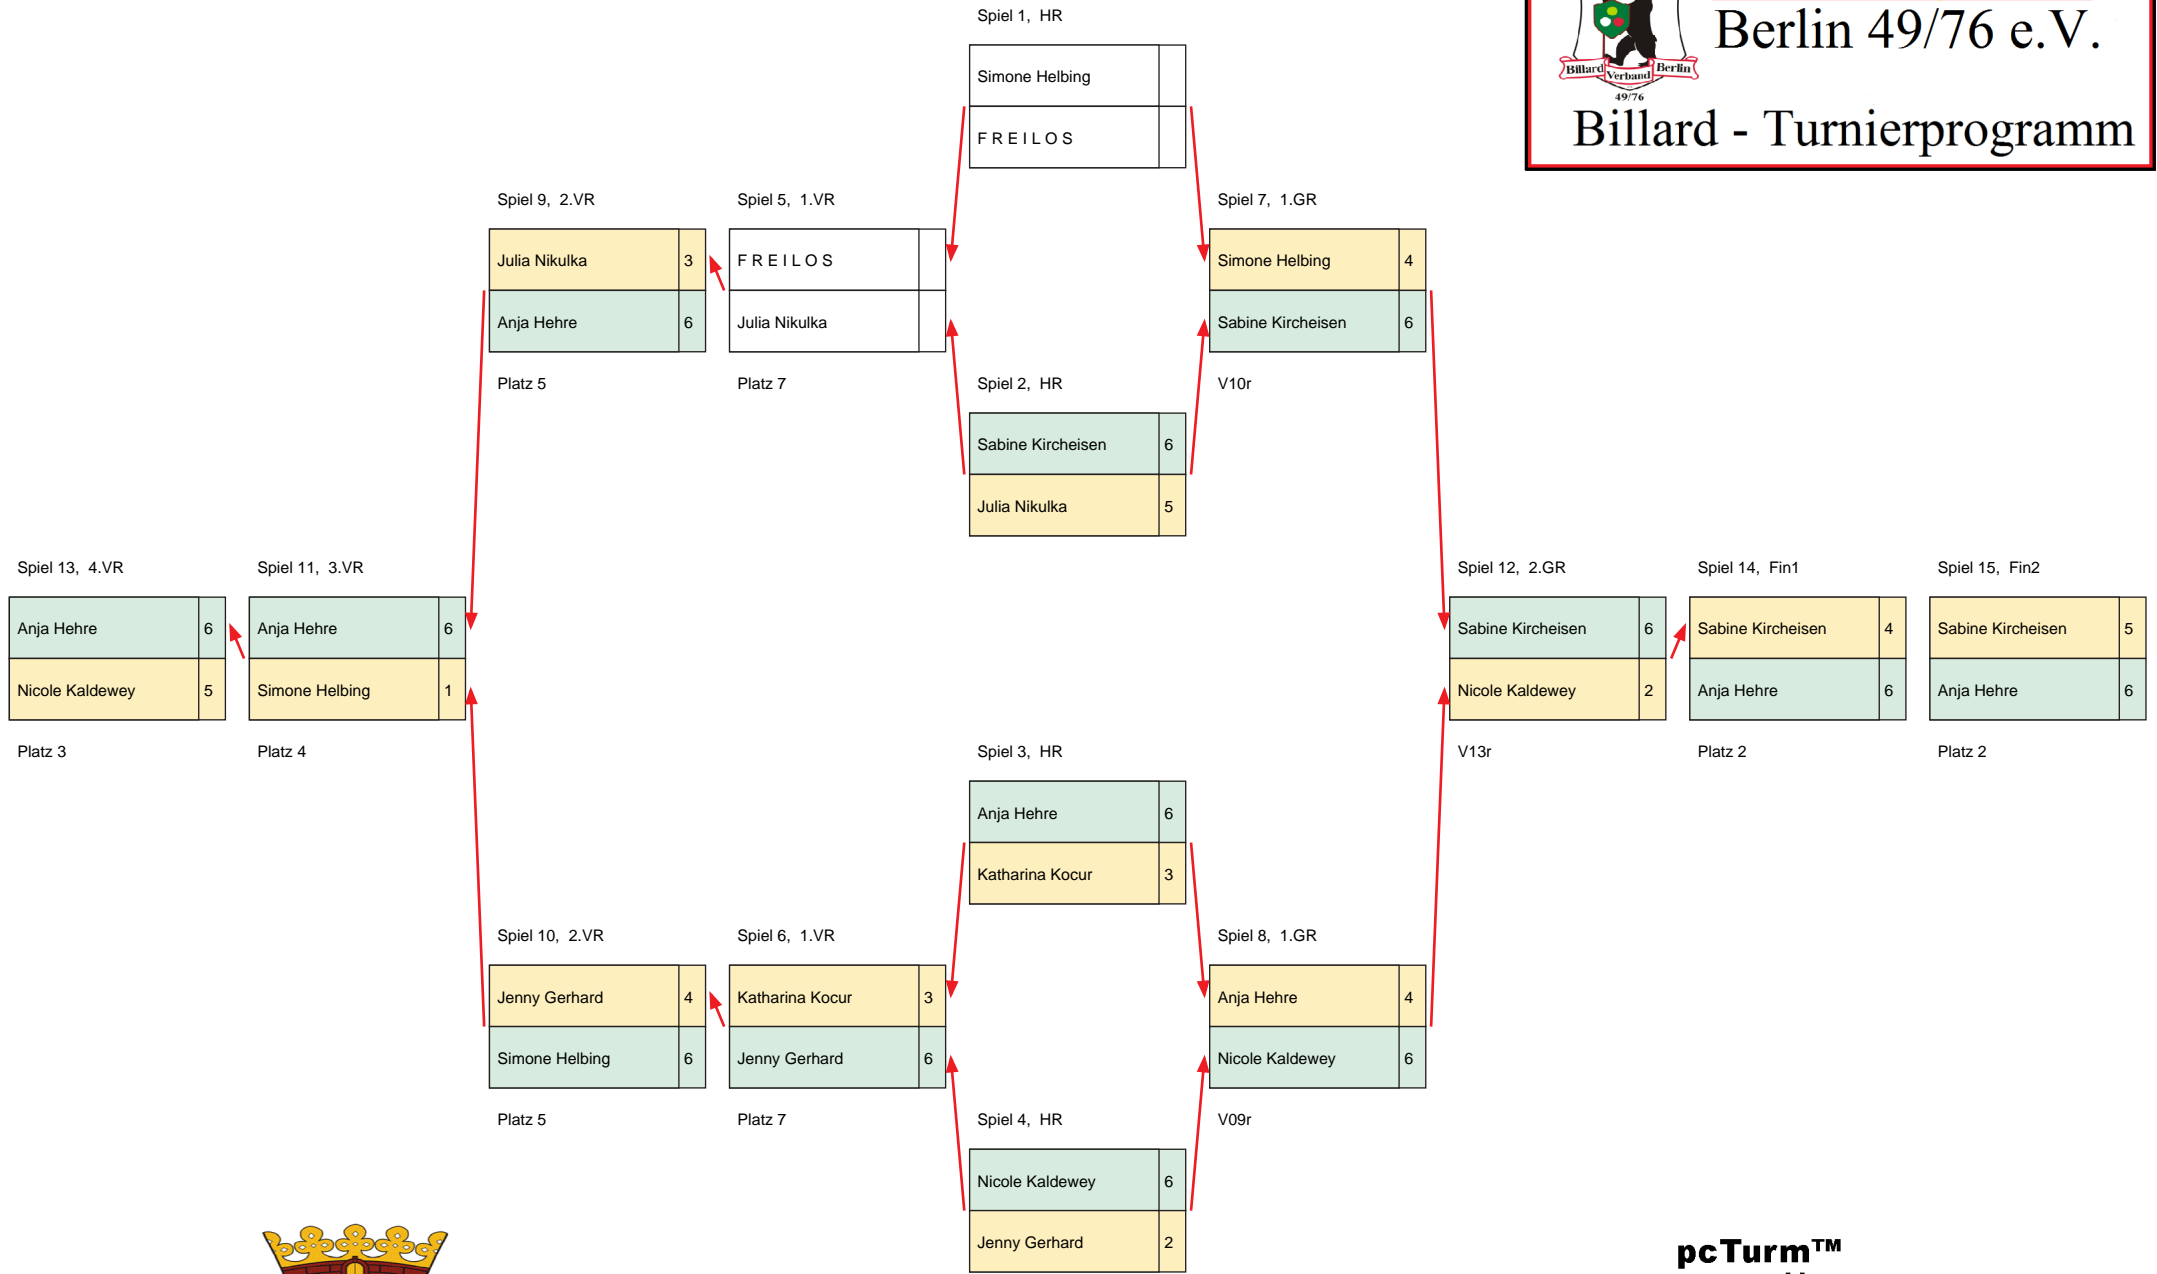 Spiel 1, HR
Simone Helbing
F R E I L O S
Berlin 49/76 e.V.
Billard Verband Berlin
49/76
Billard - Turnierprogramm
Spiel 9, 2.VR
Julia Nikulka 3
Anja Hehre 6
Platz 5
Spiel 5, 1.VR
F R E I L O S
Julia Nikulka
Platz 7
Spiel 7, 1.GR
Simone Helbing 4
Sabine Kircheisen 6
V10r
Spiel 2, HR
Sabine Kircheisen 6
Julia Nikulka 5
Spiel 13, 4.VR
Anja Hehre 6
Nicole Kaldewey 5
Platz 3
Spiel 11, 3.VR
Anja Hehre 6
Simone Helbing 1
Platz 4
Spiel 12, 2.GR
Sabine Kircheisen 6
Nicole Kaldewey 2
V13r
Spiel 14, Fin1
Sabine Kircheisen 4
Anja Hehre 6
Platz 2
Spiel 15, Fin2
Sabine Kircheisen 5
Anja Hehre 6
Platz 2
Spiel 3, HR
Anja Hehre 6
Katharina Kocur 3
Spiel 10, 2.VR
Jenny Gerhard 4
Simone Helbing 6
Platz 5
Spiel 6, 1.VR
Katharina Kocur 3
Jenny Gerhard 6
Platz 7
Spiel 8, 1.GR
Anja Hehre 4
Nicole Kaldewey 6
V09r
Spiel 4, HR
Nicole Kaldewey 6
Jenny Gerhard 2
pcTurm™